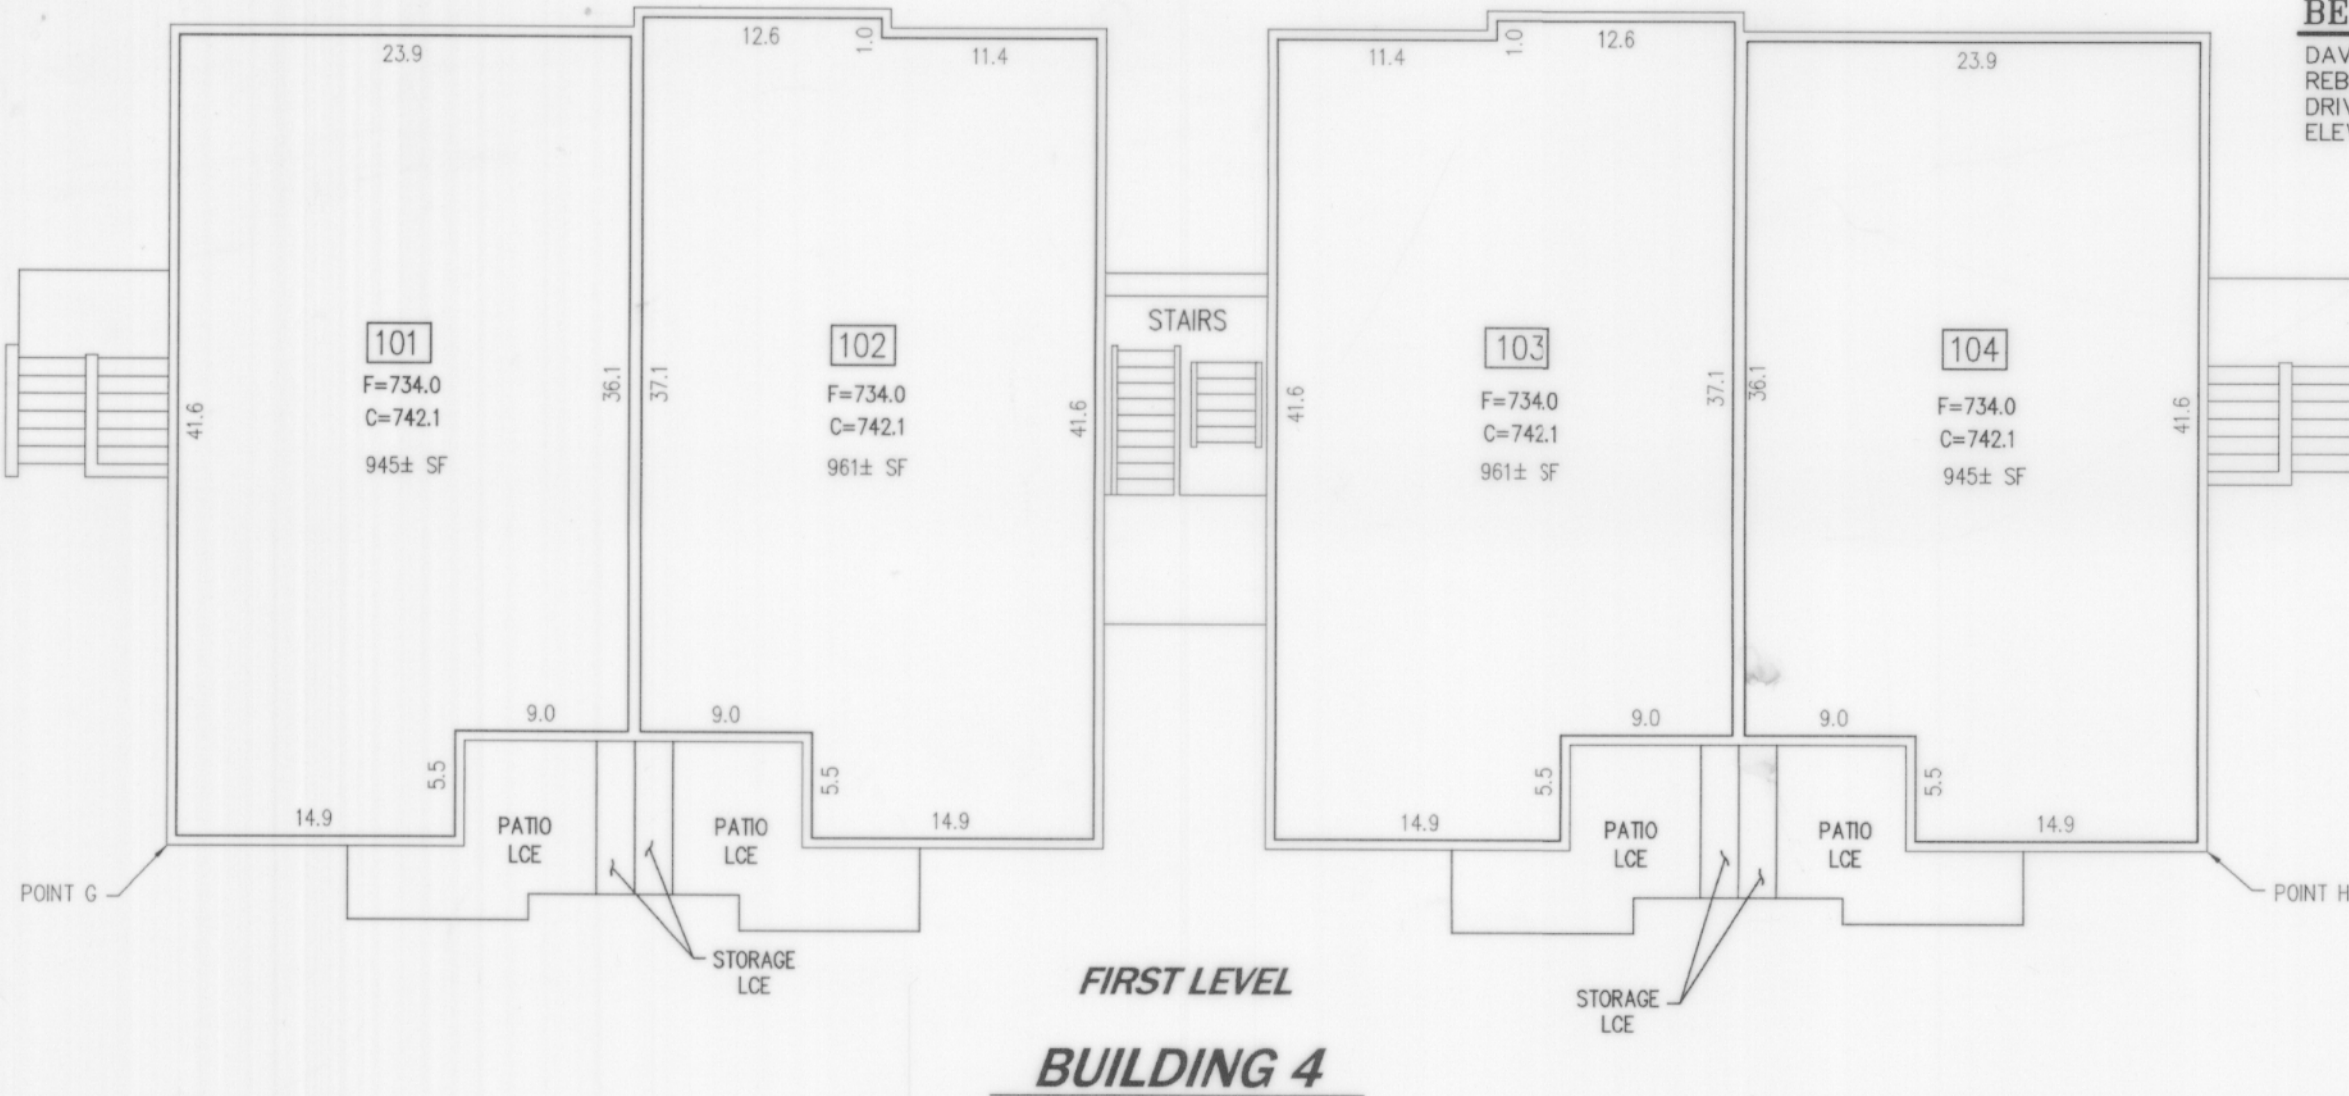 BE
DAV
REB
DRIV
ELEV
23.9
12.6
1.0
11.4
11.4
1.0
12.6
23.9
101
F=734.0
C=742.1
945± SF
41.6
36.1
102
F=734.0
C=742.1
961± SF
37.1
41.6
STAIRS
103
F=734.0
C=742.1
961± SF
41.6
37.1
104
F=734.0
C=742.1
945± SF
36.1
41.6
9.0
9.0
9.0
9.0
5.5
5.5
5.5
5.5
14.9
14.9
14.9
14.9
PATIO
LCE
PATIO
LCE
PATIO
LCE
PATIO
LCE
POINT G
POINT H
STORAGE
LCE
STORAGE
LCE
FIRST LEVEL
BUILDING 4